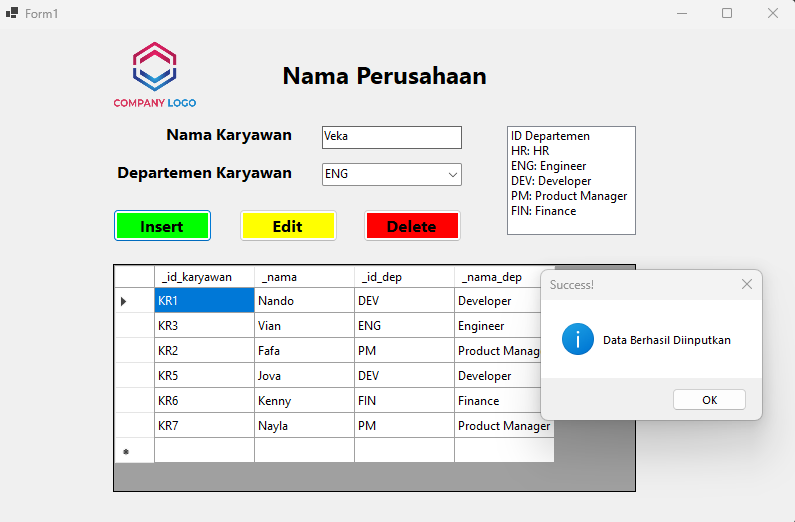 Form1
COMPANY LOGO
Nama Perusahaan
Nama Karyawan
Veka
Departemen Karyawan
ENG
ID Departemen
HR: HR
ENG: Engineer
DEV: Developer
PM: Product Manager
FIN: Finance
Insert
Edit
Delete
_id_karyawan _nama _id_dep _nama_dep
KR1 Nando DEV Developer
KR3 Vian ENG Engineer
KR2 Fafa PM Product Manag
KR5 Jova DEV Developer
KR6 Kenny FIN Finance
KR7 Nayla PM Product Manager
Success!
Data Berhasil Diinputkan
OK